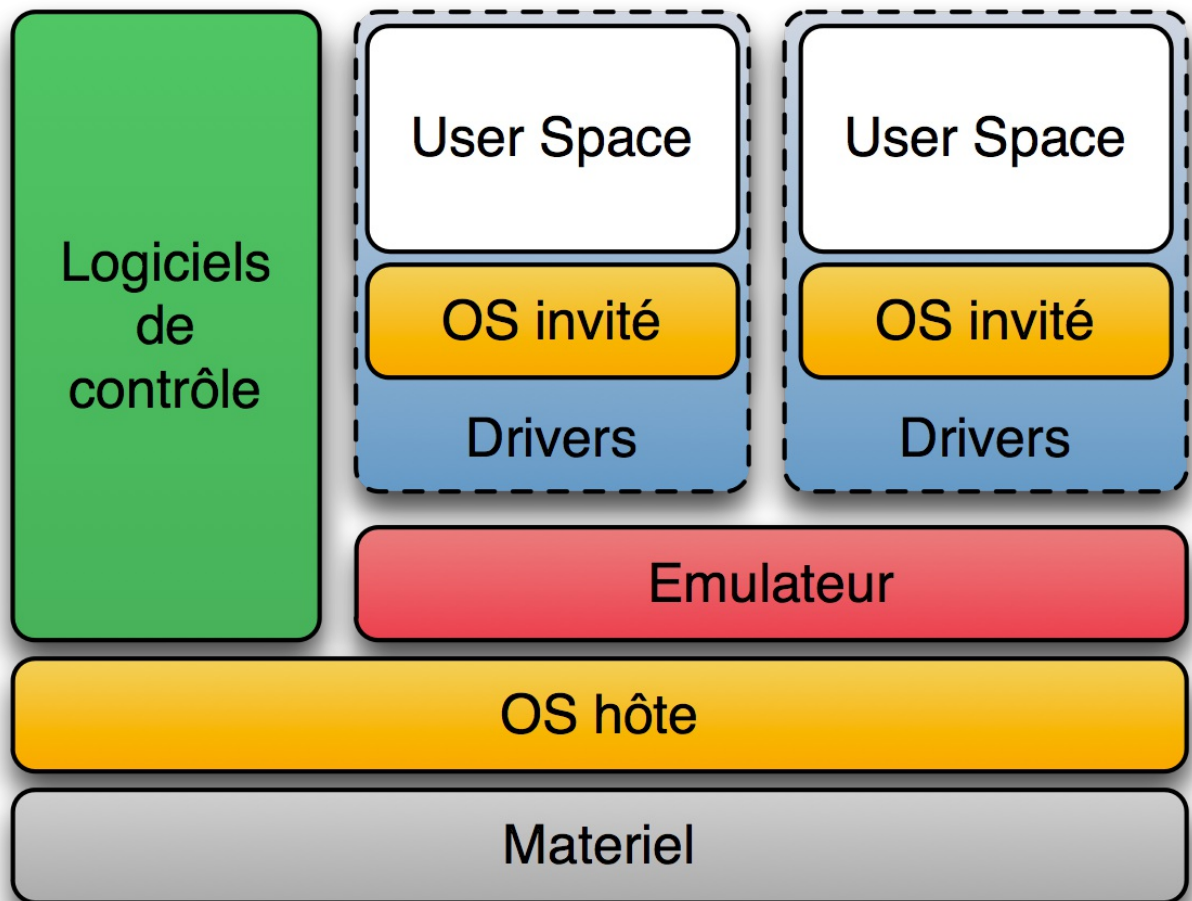 Logiciels
de
contrôle
User Space
OS invité
Drivers
User Space
OS invité
Drivers
Emulateur
OS hôte
Materiel